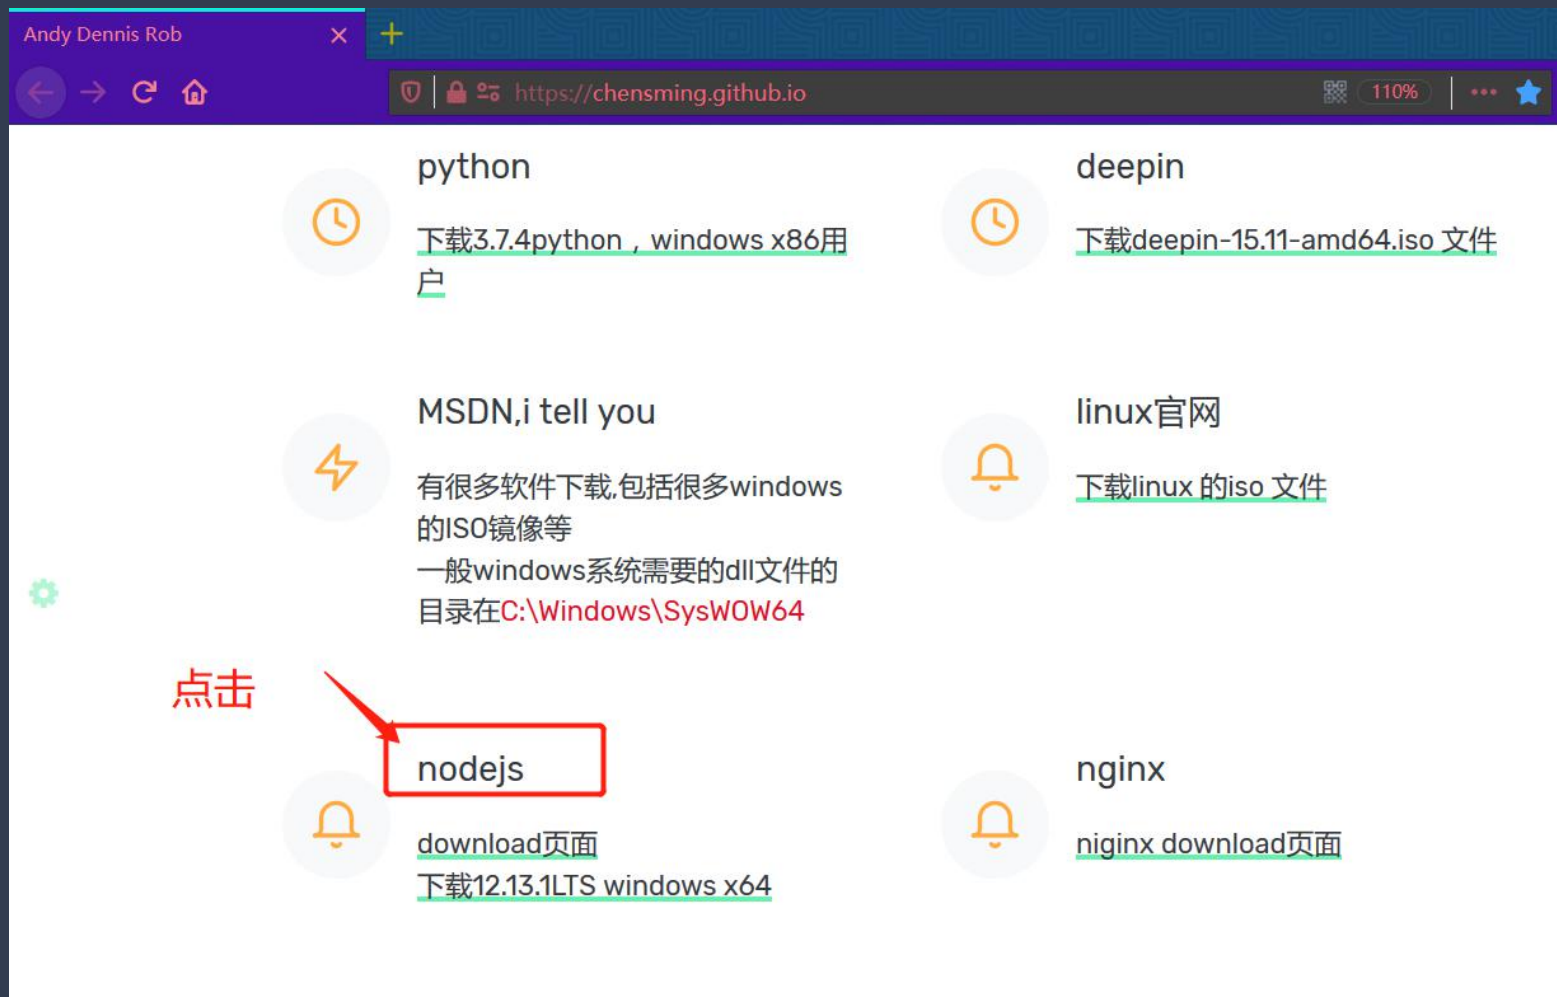 Andy Dennis Rob
https://chensming.github.io
110%
python
下载3.7.4python，windows x86用
户
deepin
下载deepin-15.11-amd64.iso 文件
MSDN,i tell you
有很多软件下载,包括很多windows
的ISO镜像等
一般windows系统需要的dll文件的
目录在C:\Windows\SysWOW64
linux官网
下载linux 的iso 文件
点击
nodejs
download页面
下载12.13.1LTS windows x64
nginx
niginx download页面